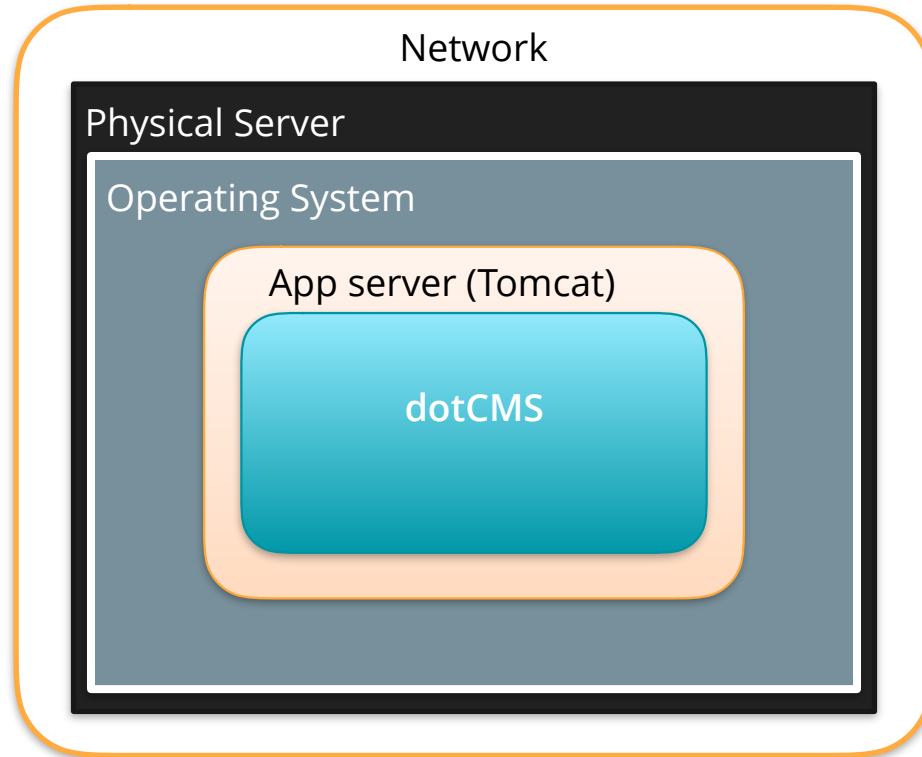 Network
Physical Server
Operating System
App server (Tomcat)
dotCMS